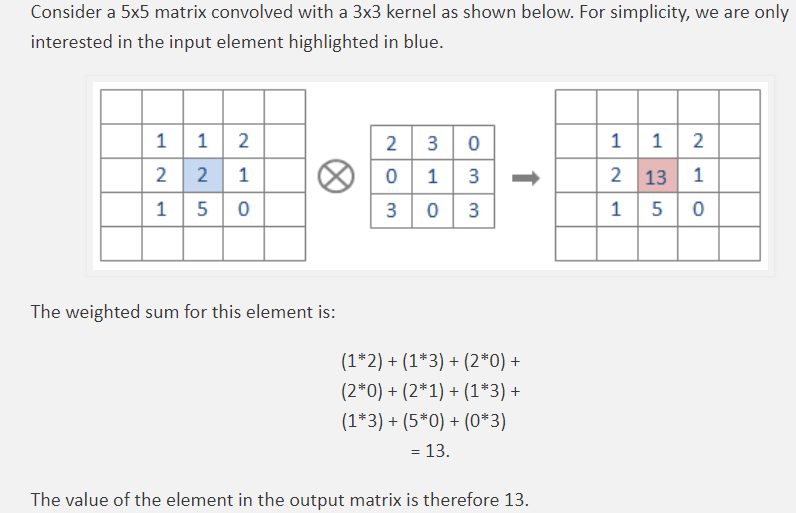 Consider a 5x5 matrix convolved with a 3x3 kernel as shown below. For simplicity, we are only
interested in the input element highlighted in blue.
1 1 2
2 2 1
1 5 0
2 3 0
0 1 3
3 0 3
1 1 2
2 13 1
1 5 0
The weighted sum for this element is:
(1*2) + (1*3) + (2*0) +
(2*0) + (2*1) + (1*3) +
(1*3) + (5*0) + (0*3)
= 13.
The value of the element in the output matrix is therefore 13.